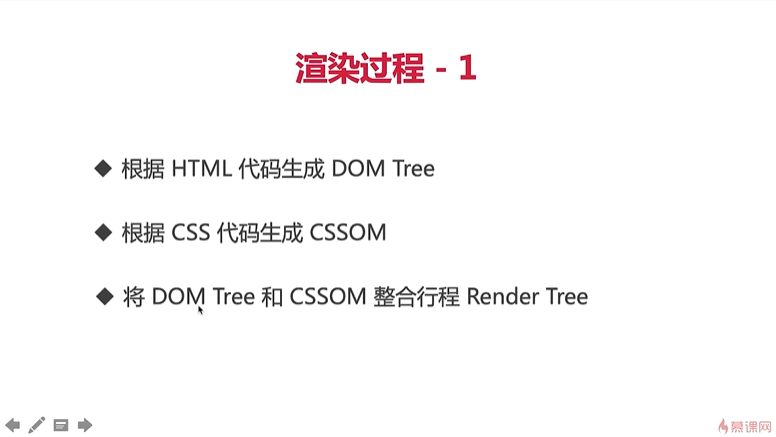 渲染过程 - 1
◆ 根据 HTML 代码生成 DOM Tree
◆ 根据 CSS 代码生成 CSSOM
◆ 将 DOM Tree 和 CSSOM 整合行程 Render Tree
慕课网